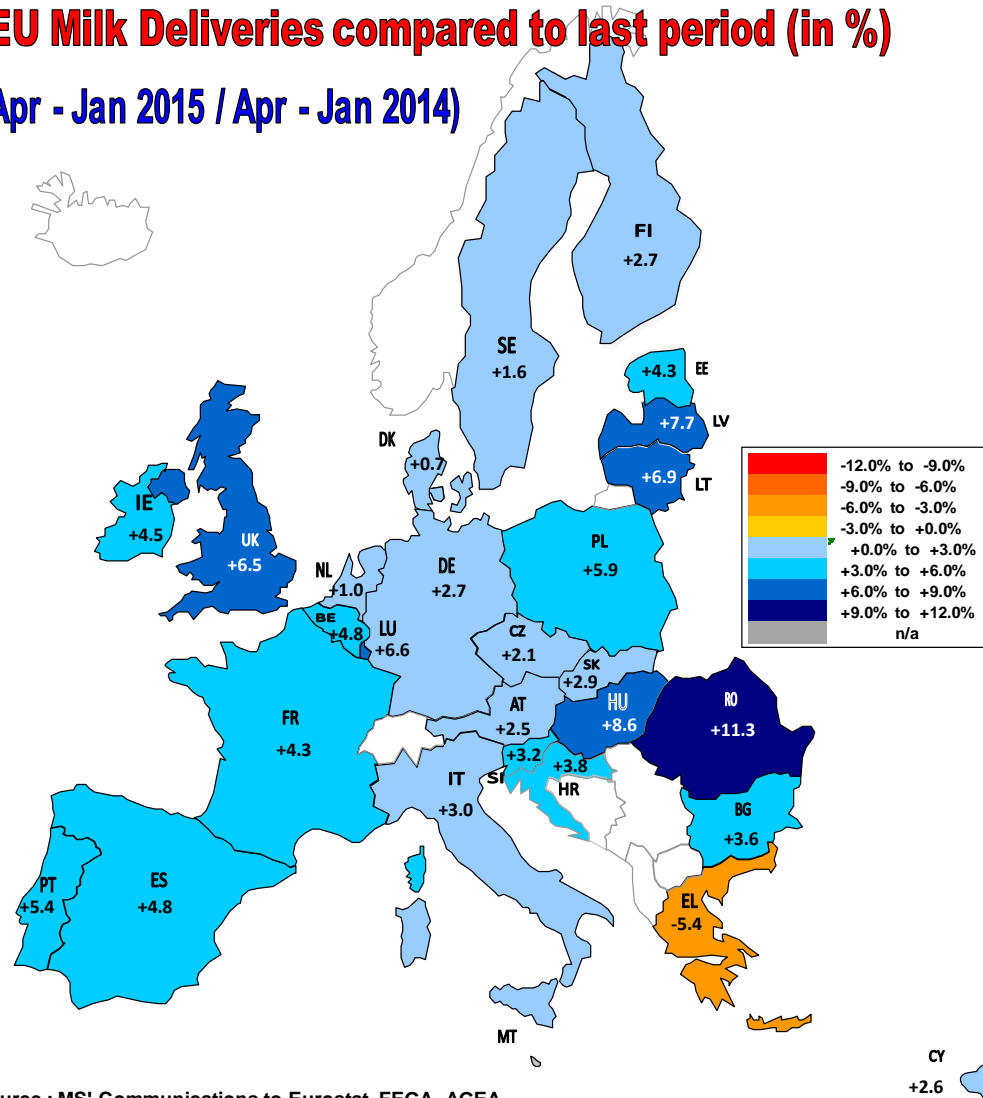 EU Milk Deliveries compared to last period (in %)
Apr - Jan 2015 / Apr - Jan 2014)
FI
+2.7
SE
+1.6
+4.3 EE
+7.7 LV
+6.9 LT
DK
+0.7
IE
+4.5
UK
+6.5
NL
+1.0
BE
+4.8
LU
+6.6
DE
+2.7
PL
+5.9
CZ
+2.1
SK
+2.9
AT
+2.5
HU
+8.6
RO
+11.3
FR
+4.3
IT
+3.0
SI
+3.2
+3.8
HR
BG
+3.6
EL
-5.4
PT
+5.4
ES
+4.8
MT
CY
+2.6
-12.0% to -9.0%
-9.0% to -6.0%
-6.0% to -3.0%
-3.0% to +0.0%
+0.0% to +3.0%
+3.0% to +6.0%
+6.0% to +9.0%
+9.0% to +12.0%
n/a
MS' Communications to Eurostat, FEGA, AGEA